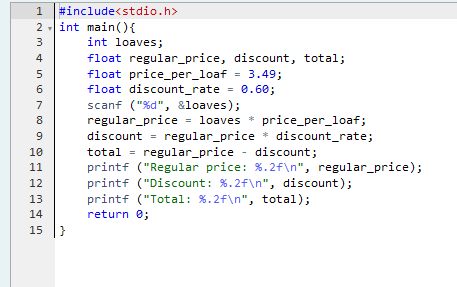 1 #include<stdio.h>
2 int main(){
3 int loaves;
4 float regular_price, discount, total;
5 float price_per_loaf = 3.49;
6 float discount_rate = 0.60;
7 scanf ("%d", &loaves);
8 regular_price = loaves * price_per_loaf;
9 discount = regular_price * discount_rate;
10 total = regular_price - discount;
11 printf ("Regular price: %.2f\n", regular_price);
12 printf ("Discount: %.2f\n", discount);
13 printf ("Total: %.2f\n", total);
14 return 0;
15 }